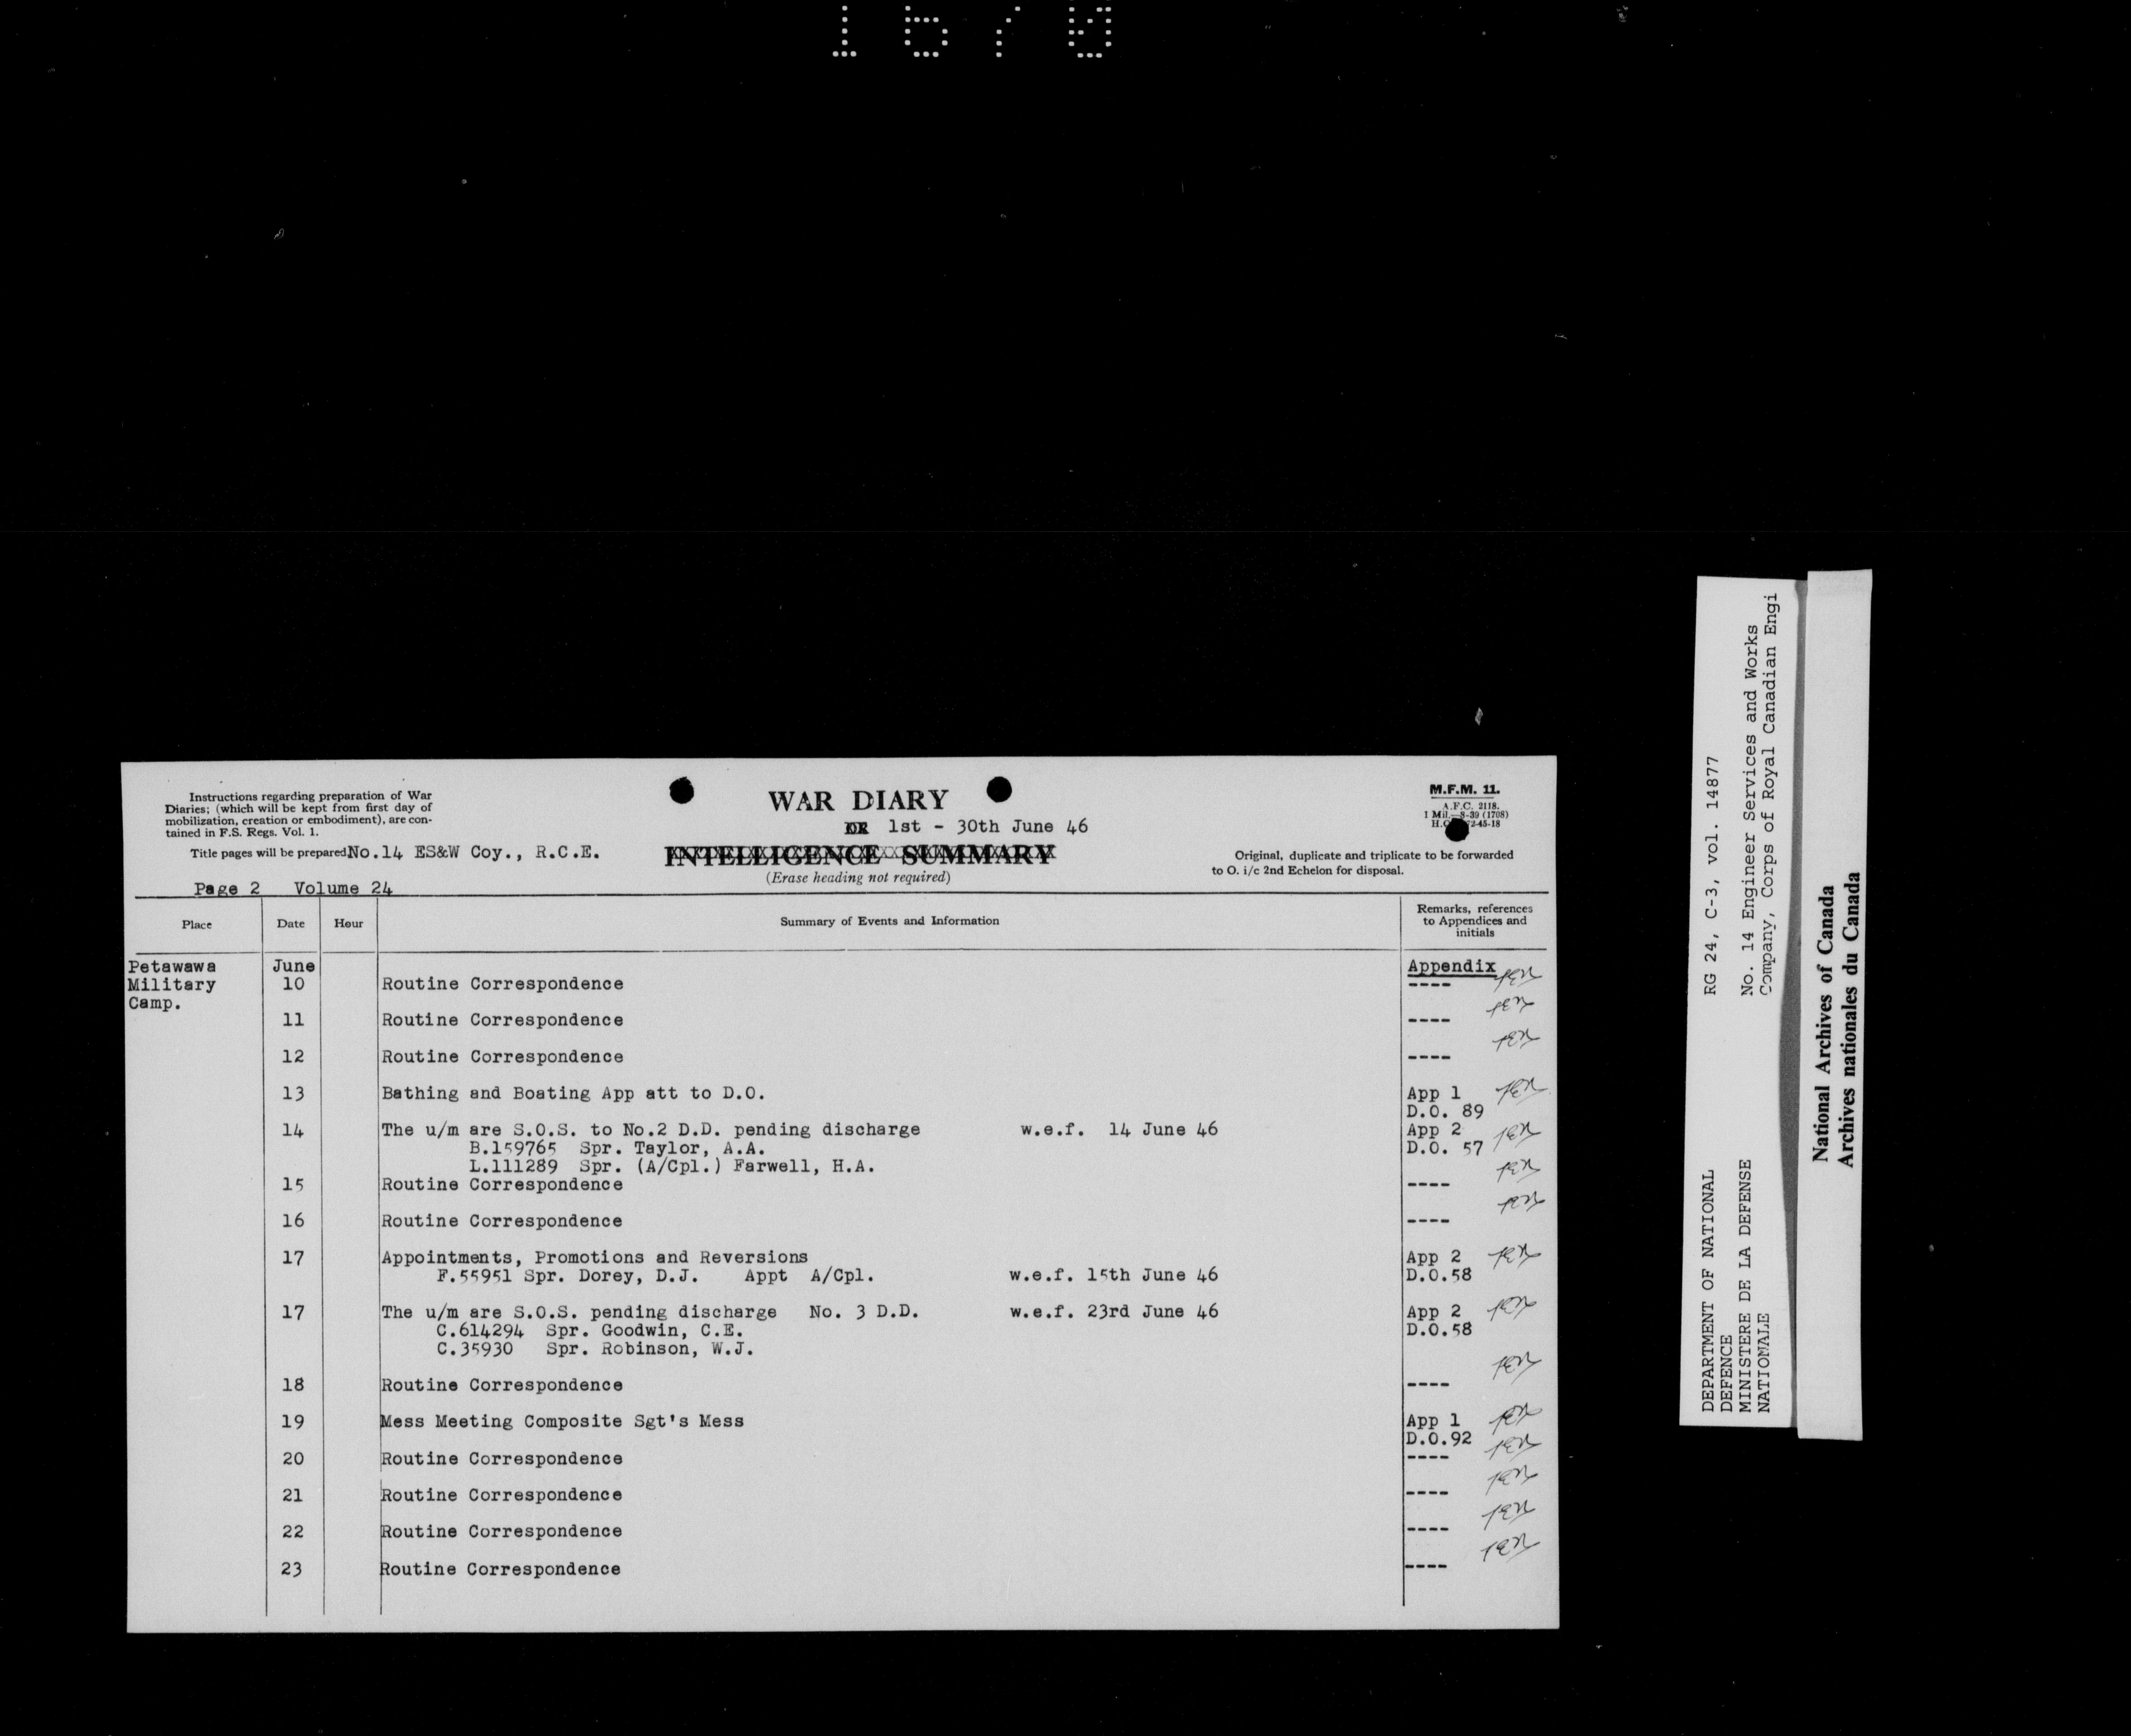 1670
Instructions regarding preparation of War
Diaries; (which will be kept from first day of
mobilization, creation or embodiment), are con-
tained in F.S. Regs. Vol. 1.
Title pages will be prepared No.14 ES&W Coy., R.C.E.
Page 2 Volume 24
WAR DIARY
OR 1st - 30th June 46
INTELLIGENCE SUMMARY
(Erase heading not required)
M.F.M. 11.
A.F.C. 2118.
1 Mil.—8-39 (1708)
72-45-18
Original, duplicate and triplicate to be forwarded
to O. i/c 2nd Echelon for disposal.
Place Date Hour Summary of Events and Information Remarks, references
to Appendices and
initials
Petawawa June Appendix
Military 10 Routine Correspondence ----
Camp.
11 Routine Correspondence ----
12 Routine Correspondence ----
13 Bathing and Boating App att to D.O. App 1
D.O. 89
14 The u/m are S.O.S. to No.2 D.D. pending discharge w.e.f. 14 June 46 App 2
B.159765 Spr. Taylor, A.A. D.O. 57
L.111289 Spr. (A/Cpl.) Farwell, H.A.
15 Routine Correspondence ----
16 Routine Correspondence ----
17 Appointments, Promotions and Reversions App 2
F.55951 Spr. Dorey, D.J. Appt A/Cpl. w.e.f. 15th June 46 D.O.58
17 The u/m are S.O.S. pending discharge No. 3 D.D. w.e.f. 23rd June 46 App 2
C.614294 Spr. Goodwin, C.E. D.O.58
C.35930 Spr. Robinson, W.J.
18 Routine Correspondence ----
19 Mess Meeting Composite Sgt's Mess App 1
D.O.92
20 Routine Correspondence ----
21 Routine Correspondence ----
22 Routine Correspondence ----
23 Routine Correspondence ----
DEPARTMENT OF NATIONAL RG 24, C-3, vol. 14877
DEFENCE
MINISTERE DE LA DEFENSE No. 14 Engineer Services and Works
NATIONALE Company, Corps of Royal Canadian Engi
National Archives of Canada
Archives nationales du Canada